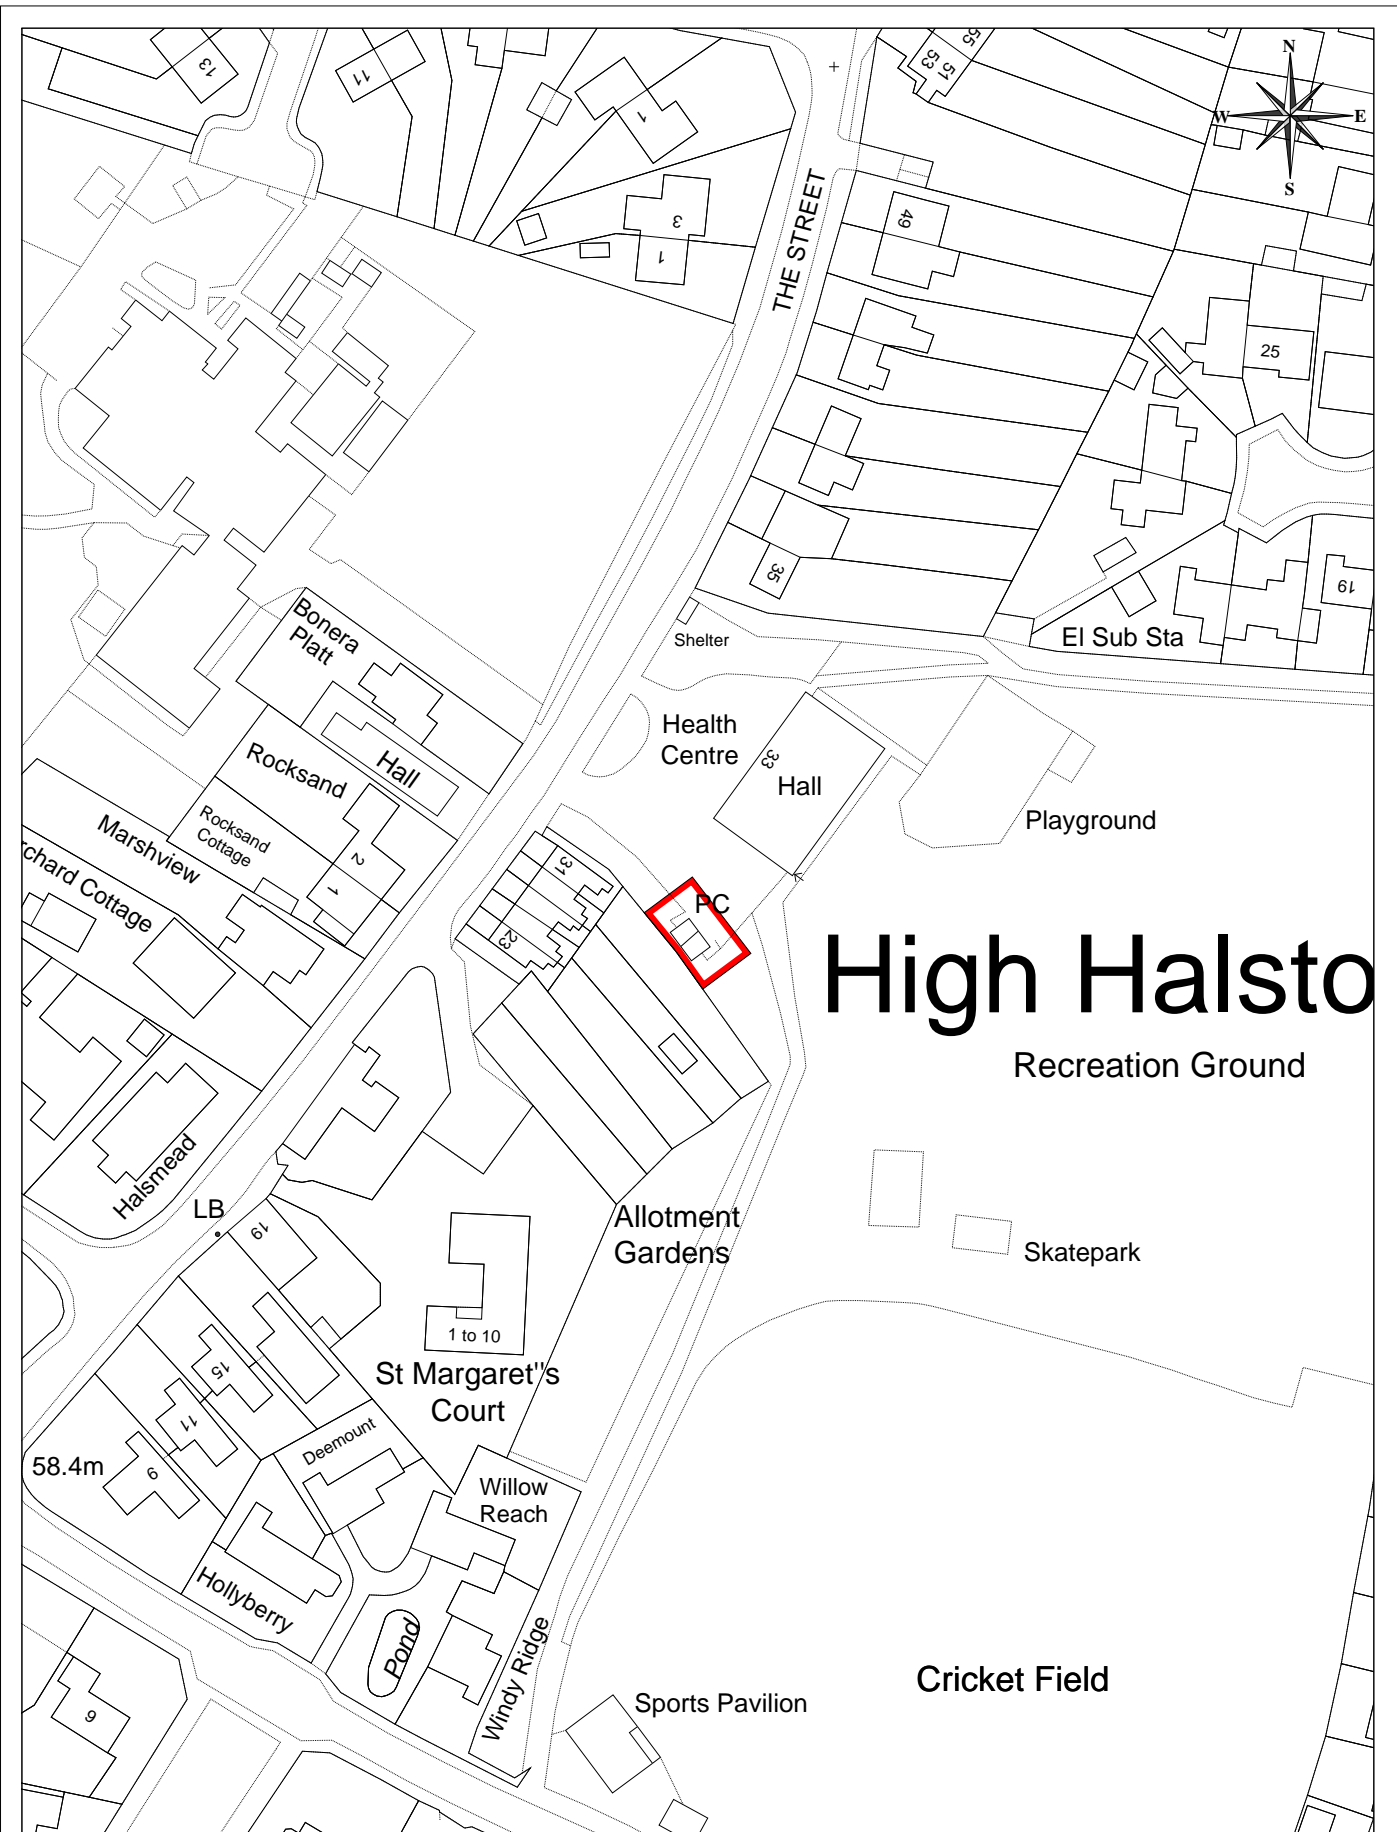 13
11
1
55
53
51
N
W
E
S
THE STREET
49
3
1
25
35
19
Shelter
El Sub Sta
Bonera
Platt
Health
Centre
33
Hall
Hall
Rocksand
Playground
Rocksand
Cottage
Marshview
2
1
31
23
rchard Cottage
PC
High Halsto
Recreation Ground
Halsmead
LB
19
Allotment
Gardens
Skatepark
1 to 10
St Margaret"s
Court
15
11
9
Deemount
58.4m
Willow
Reach
Hollyberry
Pond
Windy Ridge
Cricket Field
Sports Pavilion